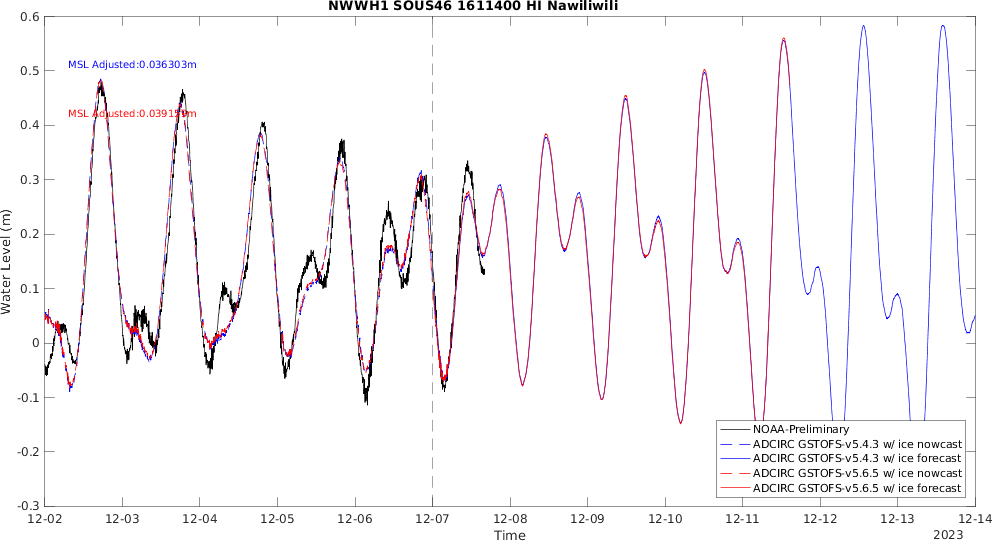 NWWH1 SOUS46 1611400 HI Nawiliwili
0.6
0.5
0.4
0.3
0.2
0.1
0
-0.1
-0.2
-0.3
Water Level (m)
MSL Adjusted:0.036303m
MSL
NOAA-Preliminary
ADCIRC GSTOFS-v5.4.3 w/ ice nowcast
ADCIRC GSTOFS-v5.4.3 w/ ice forecast
ADCIRC GSTOFS-v5.6.5 w/ ice nowcast
ADCIRC GSTOFS-v5.6.5 w/ ice forecast
12-02 12-03 12-04 12-05 12-06 12-07 12-08 12-09 12-10 12-11 12-12 12-13 12-14
Time
2023